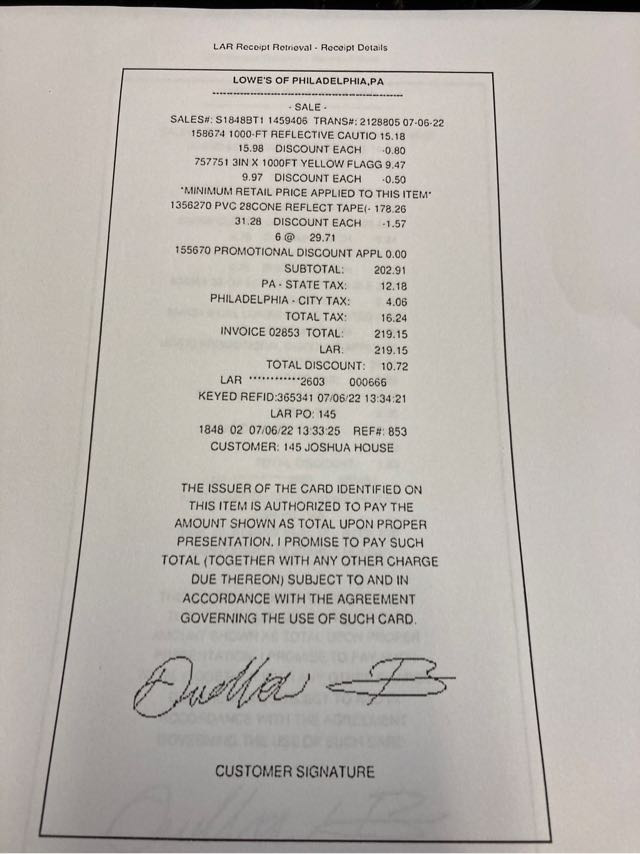 LAR Receipt Retrieval - Receipt Details
LOWE'S OF PHILADELPHIA,PA
- SALE -
SALES#: S1848BT1 1459406 TRANS#: 2128805 07-06-22
158674 1000-FT REFLECTIVE CAUTIO 15.18
15.98 DISCOUNT EACH -0.80
757751 3IN X 1000FT YELLOW FLAGG 9.47
9.97 DISCOUNT EACH -0.50
*MINIMUM RETAIL PRICE APPLIED TO THIS ITEM*
1356270 PVC 28CONE REFLECT TAPE(- 178.26
31.28 DISCOUNT EACH -1.57
6 @ 29.71
155670 PROMOTIONAL DISCOUNT APPL 0.00
SUBTOTAL: 202.91
PA - STATE TAX: 12.18
PHILADELPHIA - CITY TAX: 4.06
TOTAL TAX: 16.24
INVOICE 02853 TOTAL: 219.15
LAR: 219.15
TOTAL DISCOUNT: 10.72
LAR ************2603 000666
KEYED REFID:365341 07/06/22 13:34:21
LAR PO: 145
1848 02 07/06/22 13:33:25 REF#: 853
CUSTOMER: 145 JOSHUA HOUSE
THE ISSUER OF THE CARD IDENTIFIED ON
THIS ITEM IS AUTHORIZED TO PAY THE
AMOUNT SHOWN AS TOTAL UPON PROPER
PRESENTATION. I PROMISE TO PAY SUCH
TOTAL (TOGETHER WITH ANY OTHER CHARGE
DUE THEREON) SUBJECT TO AND IN
ACCORDANCE WITH THE AGREEMENT
GOVERNING THE USE OF SUCH CARD.
CUSTOMER SIGNATURE